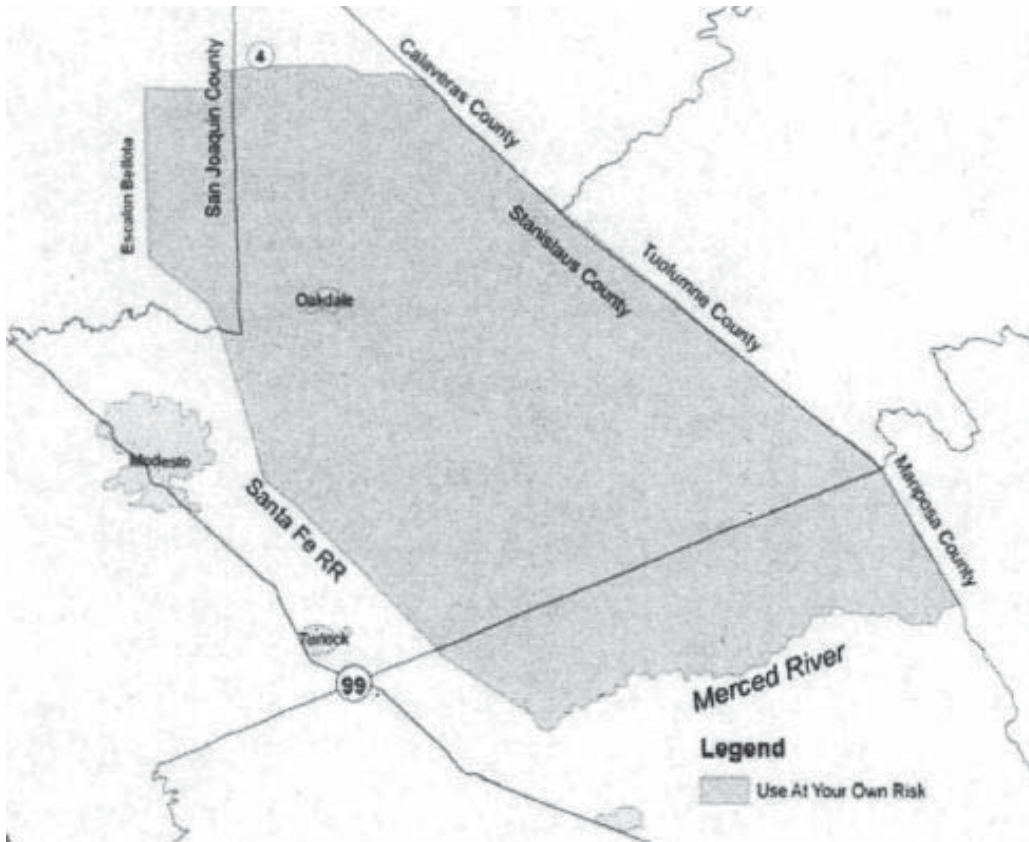 4
Calaveras County
San Joaquin County
Escalon Bellota
Stanislaus County
Tuolumne County
Oakdale
Modesto
Mariposa County
Santa Fe RR
Turlock
99
Merced River
Legend
Use At Your Own Risk